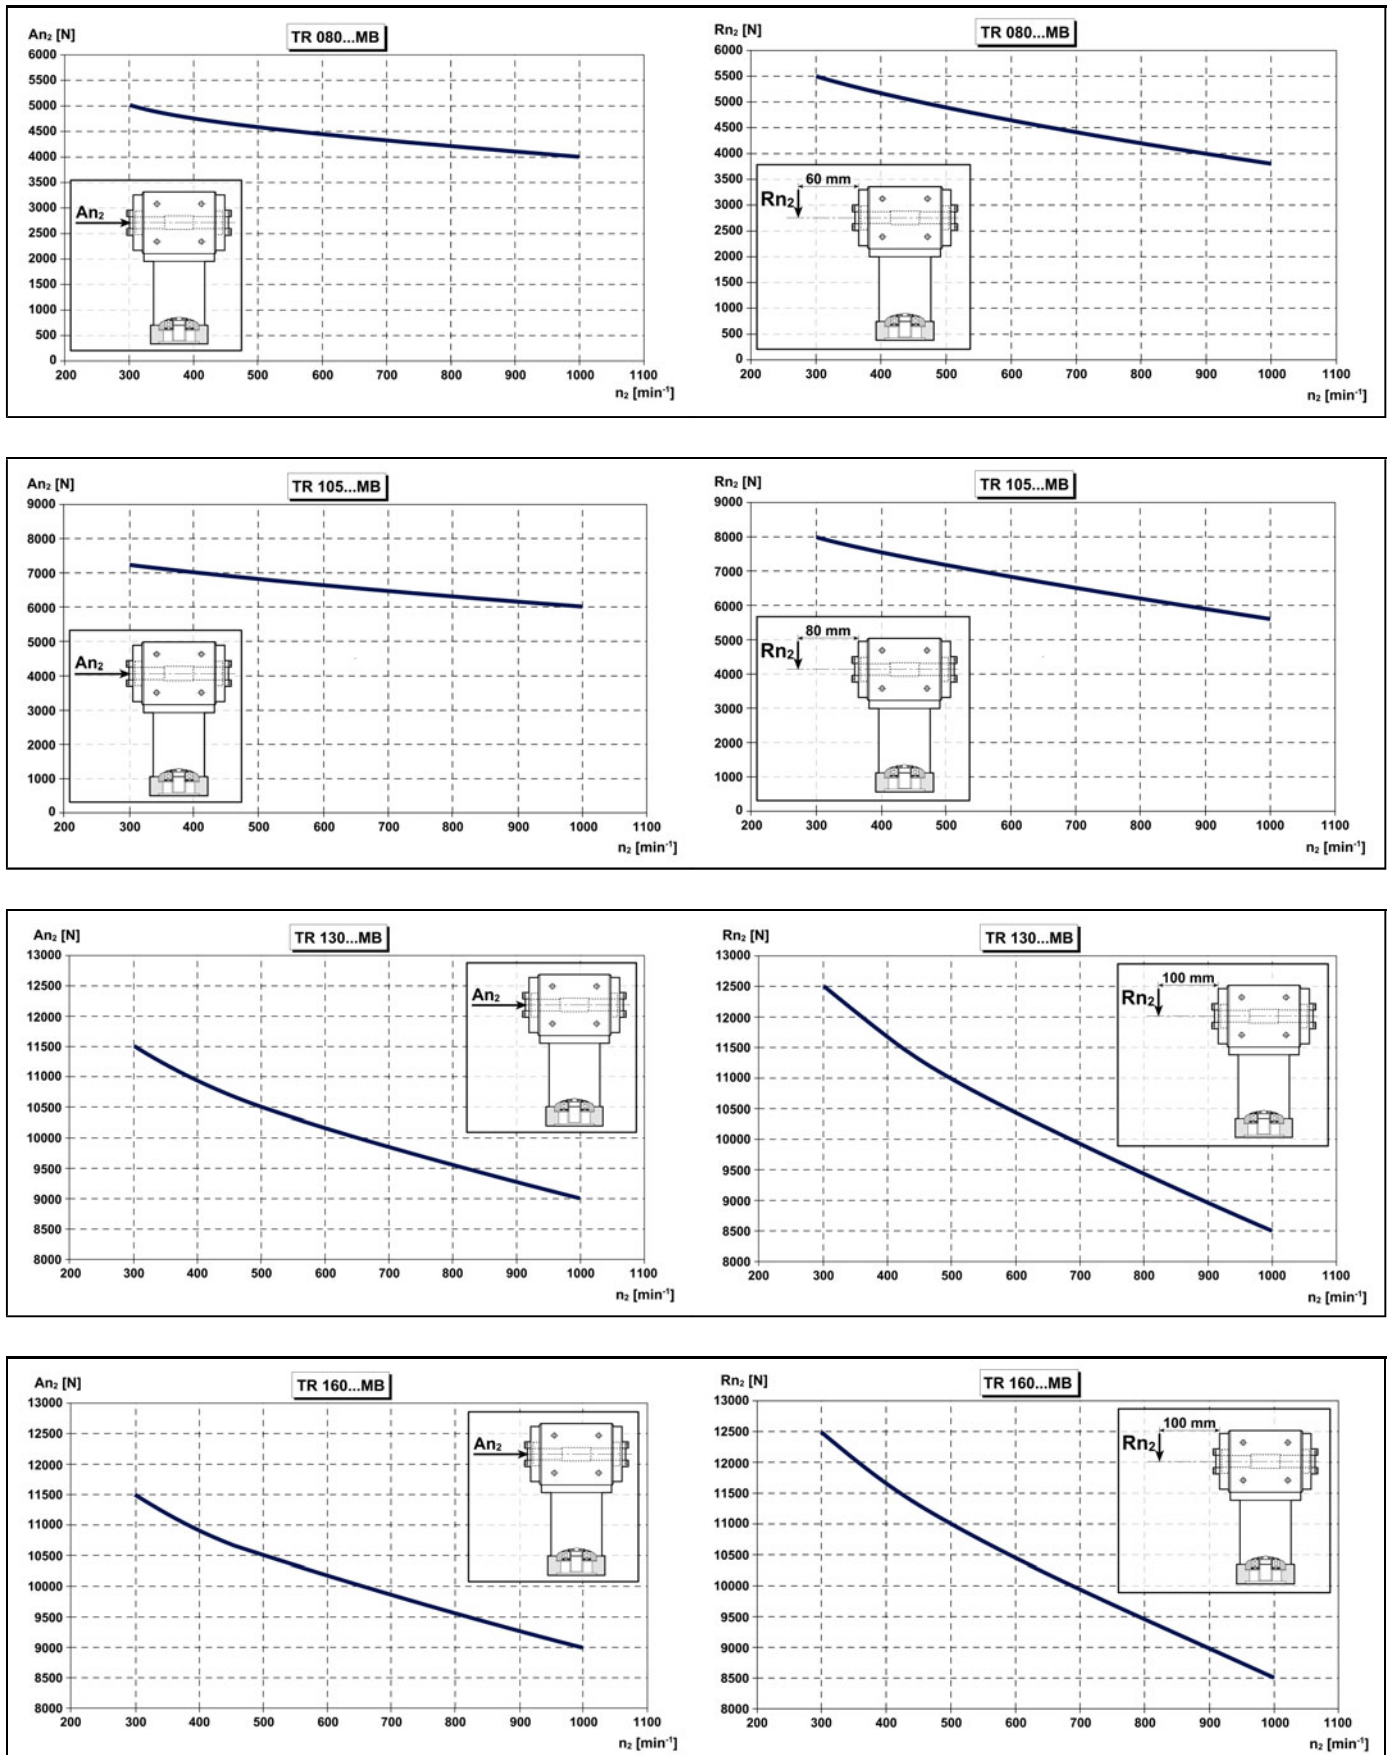 An₂ [N]
TR 080...MB
6000
5500
5000
4500
4000
3500
3000
2500
2000
1500
1000
500
0
An₂
200 300 400 500 600 700 800 900 1000 1100
n₂ [min⁻¹]
Rn₂ [N]
TR 080...MB
6000
5500
5000
4500
4000
3500
3000
2500
2000
1500
1000
500
0
60 mm
Rn₂
200 300 400 500 600 700 800 900 1000 1100
n₂ [min⁻¹]
An₂ [N]
TR 105...MB
9000
8000
7000
6000
5000
4000
3000
2000
1000
0
An₂
200 300 400 500 600 700 800 900 1000 1100
n₂ [min⁻¹]
Rn₂ [N]
TR 105...MB
9000
8000
7000
6000
5000
4000
3000
2000
1000
0
80 mm
Rn₂
200 300 400 500 600 700 800 900 1000 1100
n₂ [min⁻¹]
An₂ [N]
TR 130...MB
13000
12500
12000
11500
11000
10500
10000
9500
9000
8500
8000
An₂
200 300 400 500 600 700 800 900 1000 1100
n₂ [min⁻¹]
Rn₂ [N]
TR 130...MB
13000
12500
12000
11500
11000
10500
10000
9500
9000
8500
8000
100 mm
Rn₂
200 300 400 500 600 700 800 900 1000 1100
n₂ [min⁻¹]
An₂ [N]
TR 160...MB
13000
12500
12000
11500
11000
10500
10000
9500
9000
8500
8000
An₂
200 300 400 500 600 700 800 900 1000 1100
n₂ [min⁻¹]
Rn₂ [N]
TR 160...MB
13000
12500
12000
11500
11000
10500
10000
9500
9000
8500
8000
100 mm
Rn₂
200 300 400 500 600 700 800 900 1000 1100
n₂ [min⁻¹]